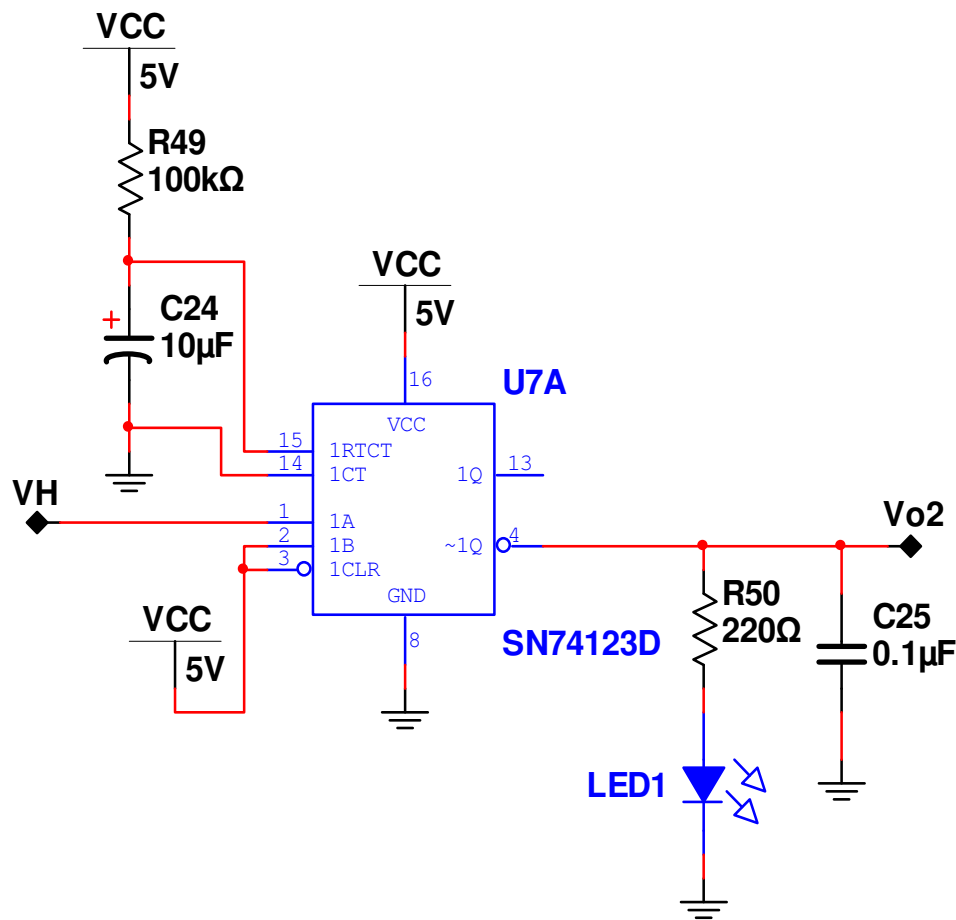 VCC
5V
R49
100kΩ
VCC
5V
C24
10µF
+
16
U7A
VCC
15
1RTCT
14
1CT
1Q
13
VH
1
1A
2
1B
~1Q
4
Vo2
3
1CLR
GND
R50
220Ω
VCC
5V
8
SN74123D
C25
0.1µF
LED1